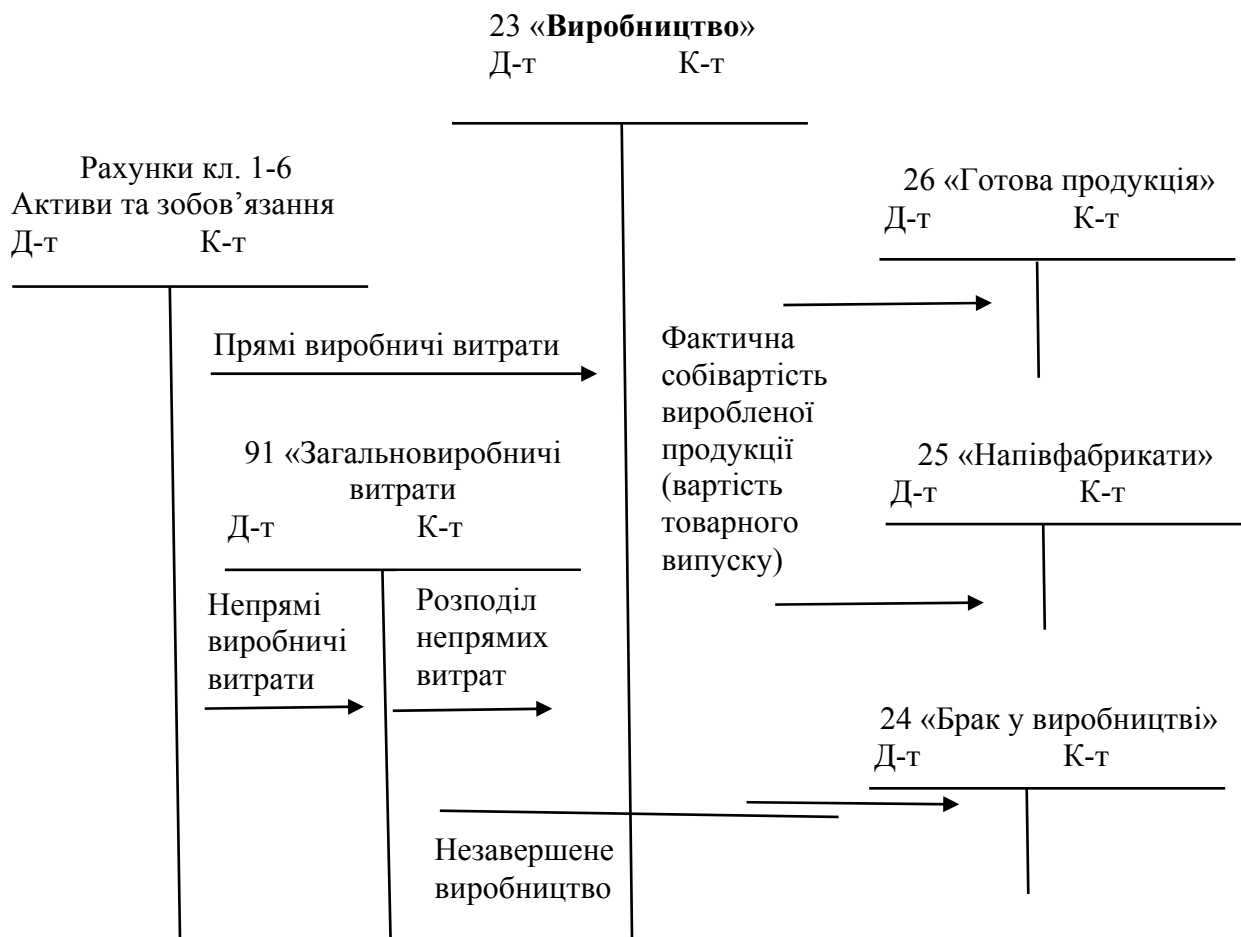 23 «Виробництво»
Д-т К-т
Рахунки кл. 1-6
Активи та зобов’язання
Д-т К-т
26 «Готова продукція»
Д-т К-т
Прямі виробничі витрати
Фактична
собівартість
виробленої
продукції
(вартість
товарного
випуску)
91 «Загальновиробничі
витрати
Д-т К-т
25 «Напівфабрикати»
Д-т К-т
Непрямі
виробничі
витрати
Розподіл
непрямих
витрат
24 «Брак у виробництві»
Д-т К-т
Незавершене
виробництво